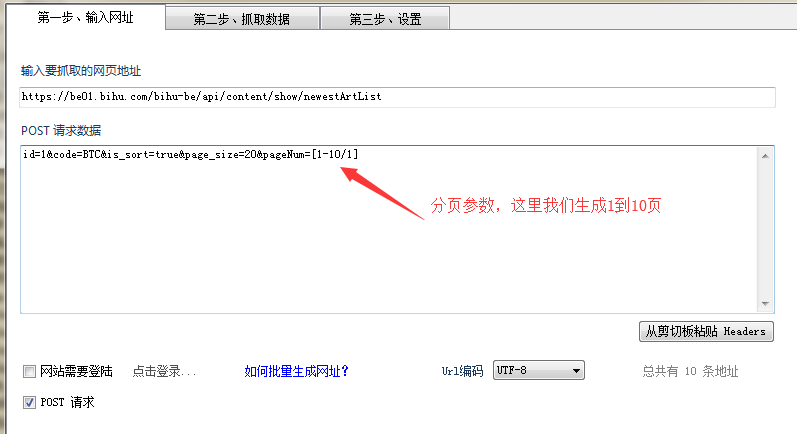 第一步、输入网址
第二步、抓取数据
第三步、设置
输入要抓取的网页地址
https://be01.bihu.com/bihu-be/api/content/show/newestArtList
POST 请求数据
id=1&code=BTC&is_sort=true&page_size=20&pageNum=[1-10/1]
分页参数，这里我们生成1到10页
从剪切板粘贴 Headers
网站需要登陆
点击登录...
如何批量生成网址?
Url编码
UTF-8
总共有 10 条地址
POST 请求